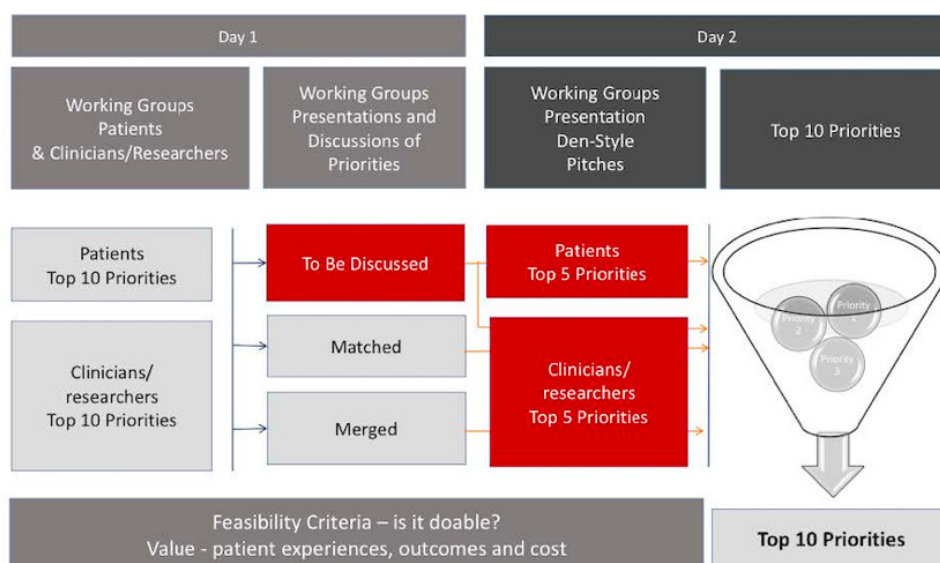 Day 1
Day 2
Working Groups
Patients
& Clinicians/Researchers
Working Groups
Presentations and
Discussions of
Priorities
Working Groups
Presentation
Den-Style
Pitches
Top 10 Priorities
Patients
Top 10 Priorities
To Be Discussed
Patients
Top 5 Priorities
Clinicians/
researchers
Top 10 Priorities
Matched
Merged
Clinicians/
researchers
Top 5 Priorities
Priority
Priority
2
Priority
3
Feasibility Criteria – is it doable?
Value - patient experiences, outcomes and cost
Top 10 Priorities